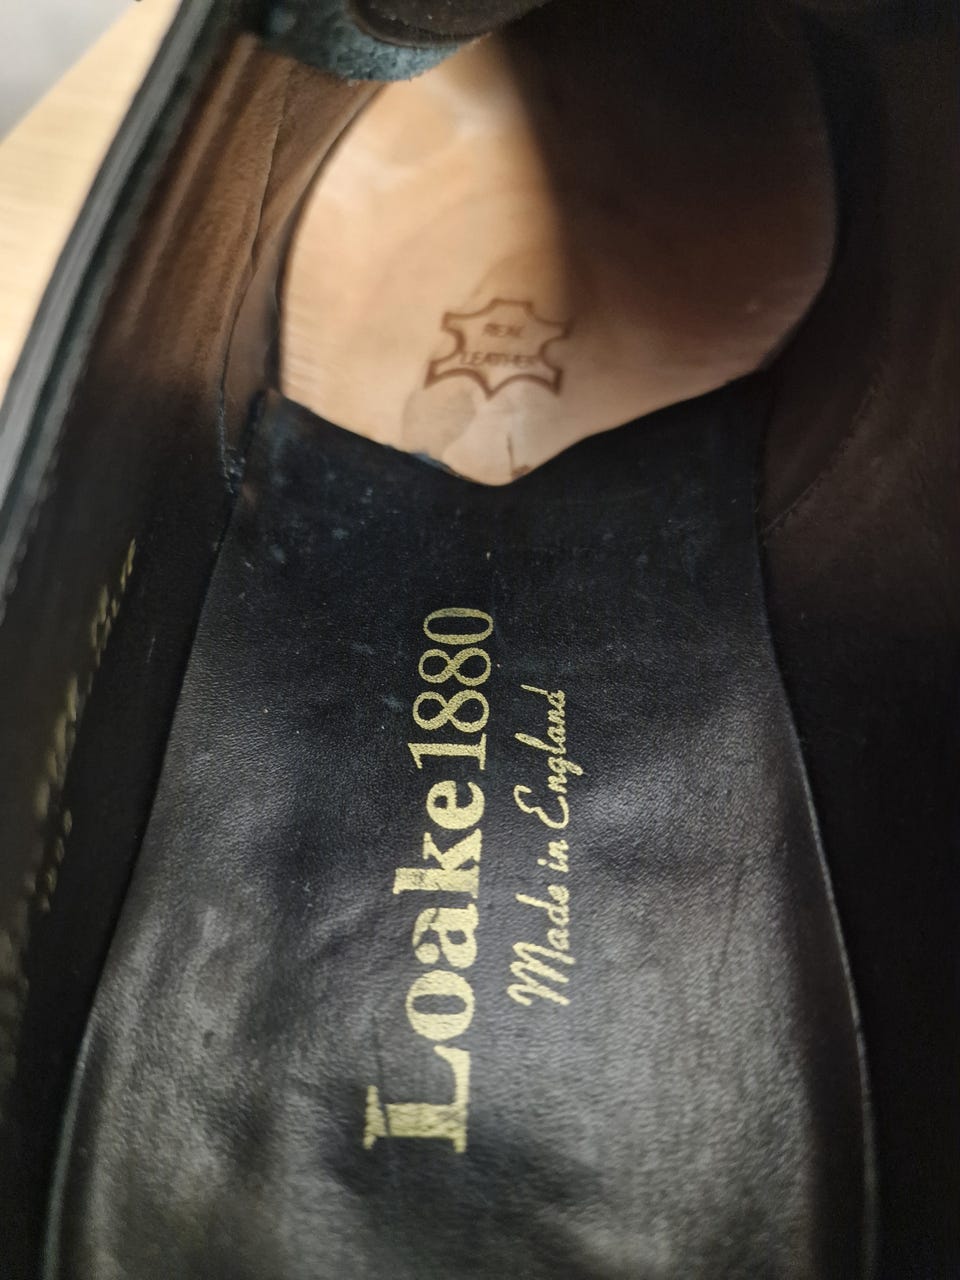 REAL
LEATHER
Loake1880
Made in England